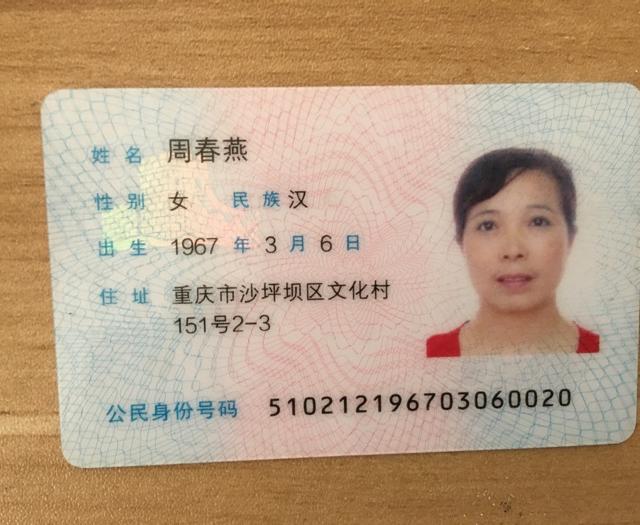 姓名 周春燕
性别 女 民族 汉
出生 1967 年 3 月 6 日
住址 重庆市沙坪坝区文化村
151号2-3
公民身份号码 510212196703060020